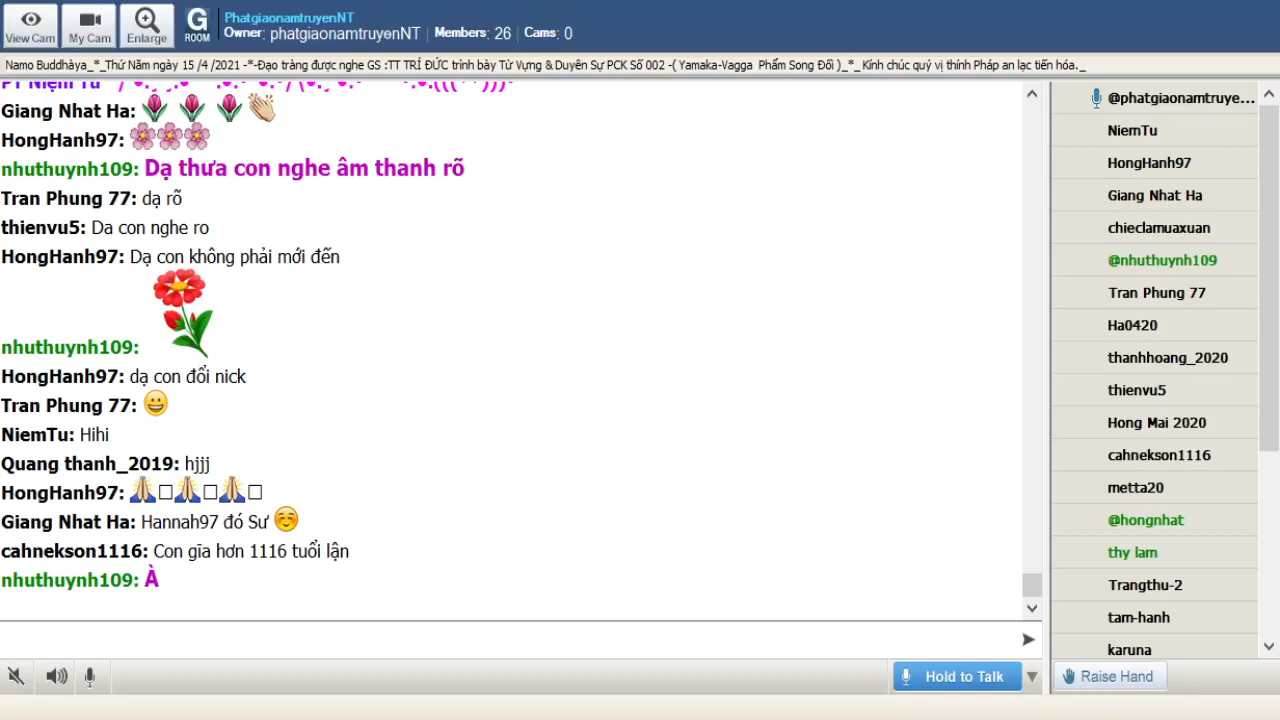 View Cam
My Cam
Enlarge
G
ROOM
PhatgiaonamtruyenNT
Owner: phatgiaonamtruyenNT | Members: 26 | Cams: 0
Namo Buddhàya_*_Thứ Năm ngày 15 /4 /2021 -*-Đạo tràng được nghe GS :TT TRÍ ĐỨC trình bày Từ Vựng & Duyên Sự PCK Số 002 -( Yamaka-Vagga Phẩm Song Đối )_*_ Kính chúc quý vị thính Pháp an lạc tiến hóa._
Giang Nhat Ha:
HongHanh97:
nhuthuynh109: Dạ thưa con nghe âm thanh rõ
Tran Phung 77: dạ rõ
thienvu5: Da con nghe ro
HongHanh97: Dạ con không phải mới đến
nhuthuynh109:
HongHanh97: dạ con đổi nick
Tran Phung 77:
NiemTu: Hihi
Quang thanh_2019: hjjj
HongHanh97:
Giang Nhat Ha: Hannah97 đó Sư
cahnekson1116: Con gĩa hơn 1116 tuổi lận
nhuthuynh109: À
@phatgiaonamtruye...
NiemTu
HongHanh97
Giang Nhat Ha
chieclamuaxuan
@nhuthuynh109
Tran Phung 77
Ha0420
thanhhoang_2020
thienvu5
Hong Mai 2020
cahnekson1116
metta20
@hongnhat
thy lam
Trangthu-2
tam-hanh
karuna
Hold to Talk
Raise Hand